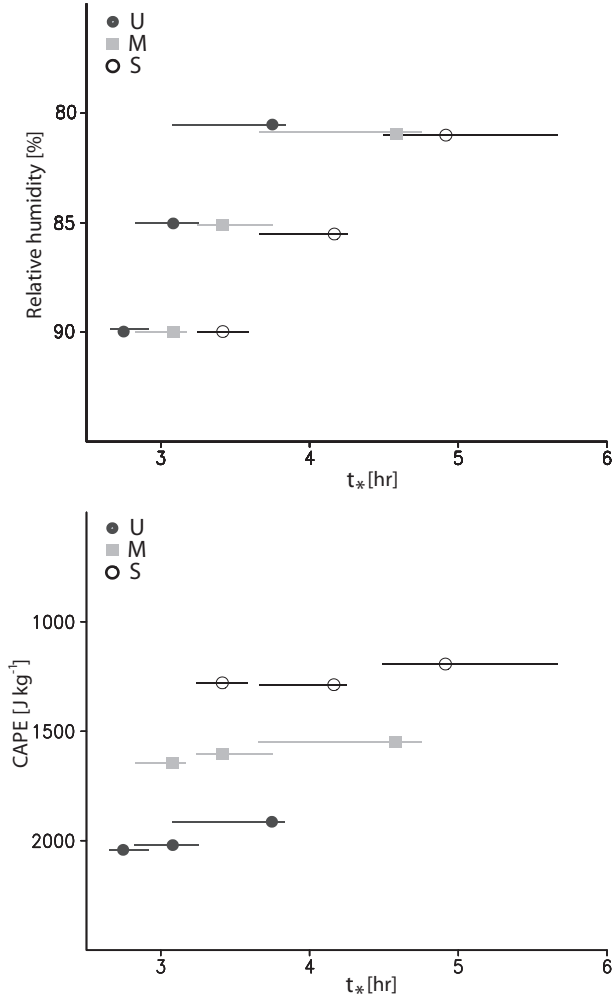 U
M
S
80
85
90
Relative humidity [%]
3 4 5 6
t* [hr]
U
M
S
1000
1500
2000
CAPE [J kg-1]
3 4 5 6
t* [hr]